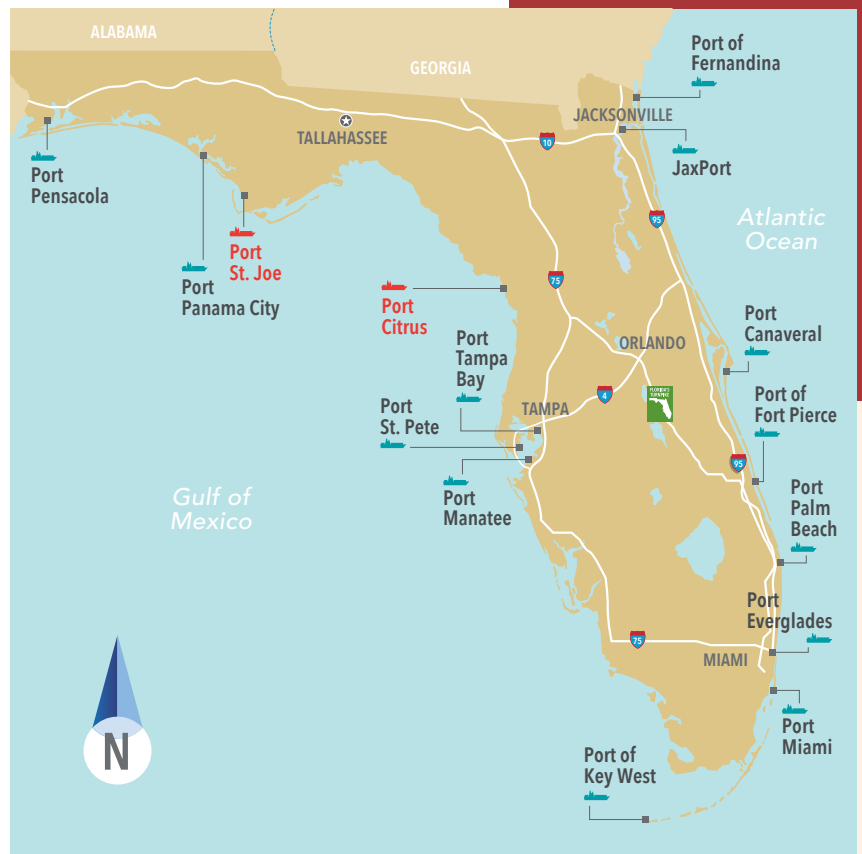 ALABAMA
GEORGIA
Port of
Fernandina
JACKSONVILLE
TALLAHASSEE
10
JaxPort
Port
Pensacola
95
Atlantic
Ocean
Port
St. Joe
Port
Panama City
75
Port
Citrus
Port
Canaveral
ORLANDO
Port
Tampa
Bay
4
FLORIDA'S
TURNPIKE
Port of
Fort Pierce
Port
St. Pete
TAMPA
95
Port
Manatee
Gulf of
Mexico
Port
Palm
Beach
Port
Everglades
75
MIAMI
Port
Miami
N
Port of
Key West